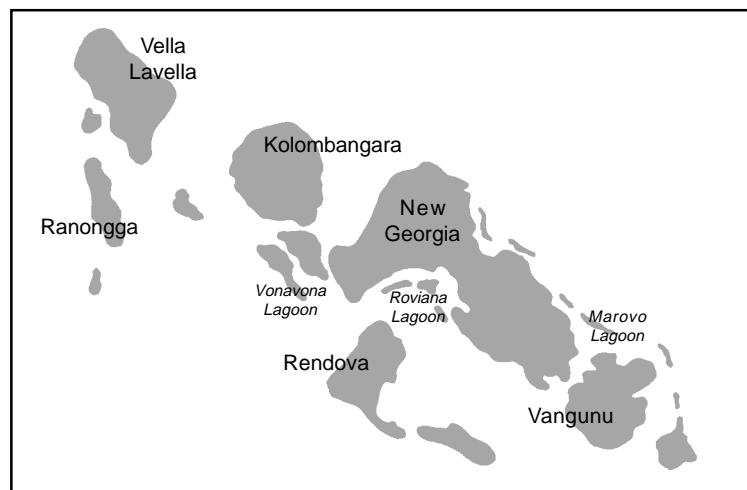 Vella
Lavella
Kolombangara
New
Georgia
Ranongga
Vonavona
Lagoon
Roviana
Lagoon
Marovo
Lagoon
Rendova
Vangunu